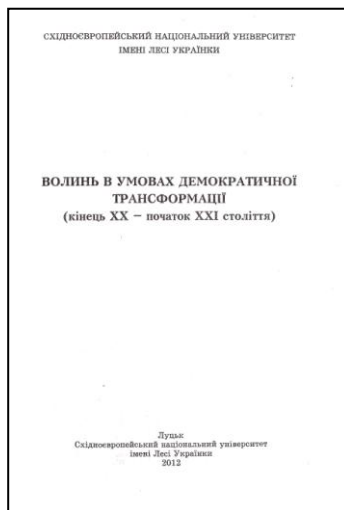 СХІДНОЄВРОПЕЙСЬКИЙ НАЦІОНАЛЬНИЙ УНІВЕРСИТЕТ
ІМЕНІ ЛЕСІ УКРАЇНКИ
ВОЛИНЬ В УМОВАХ ДЕМОКРАТИЧНОЇ
ТРАНСФОРМАЦІЇ
(кінець XX – початок XXI століття)
Луцьк
Східноєвропейський національний університет
імені Лесі Українки
2012